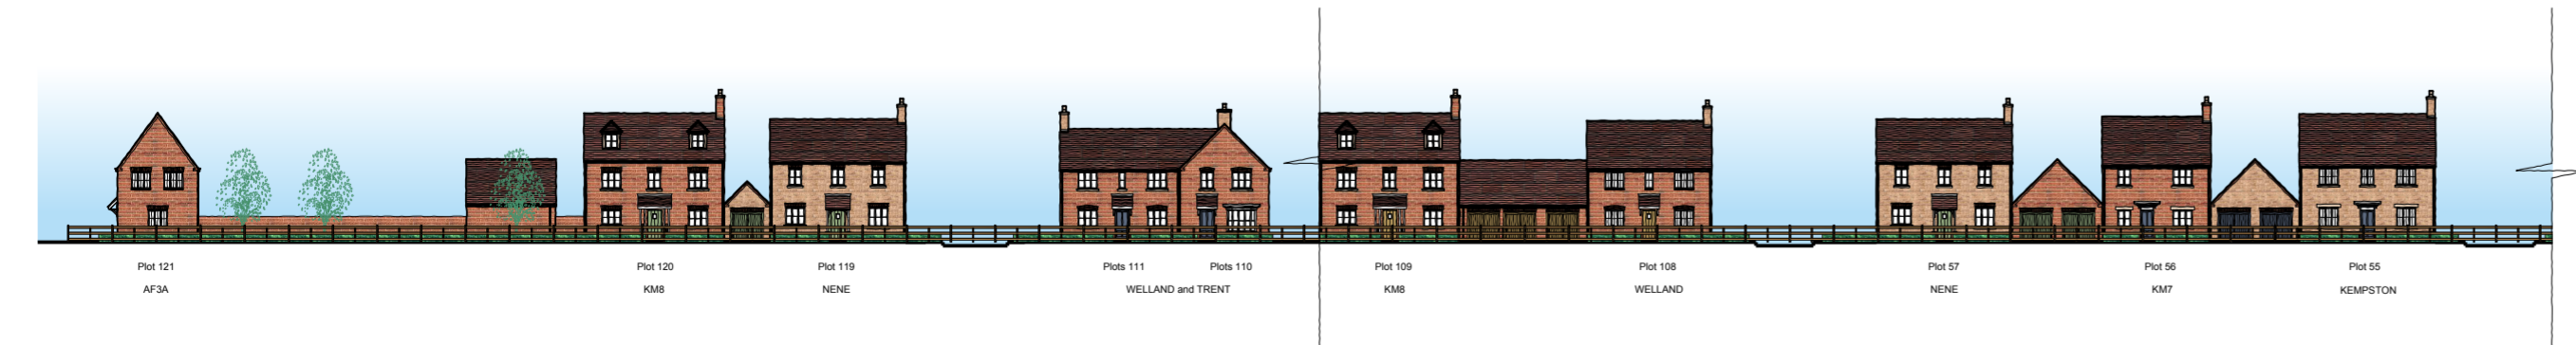 Plot 121
AF3A
Plot 120
KM8
Plot 119
NENE
Plots 111
Plots 110
WELLAND and TRENT
Plot 109
KM8
Plot 108
WELLAND
Plot 57
NENE
Plot 56
KM7
Plot 55
KEMPSTON